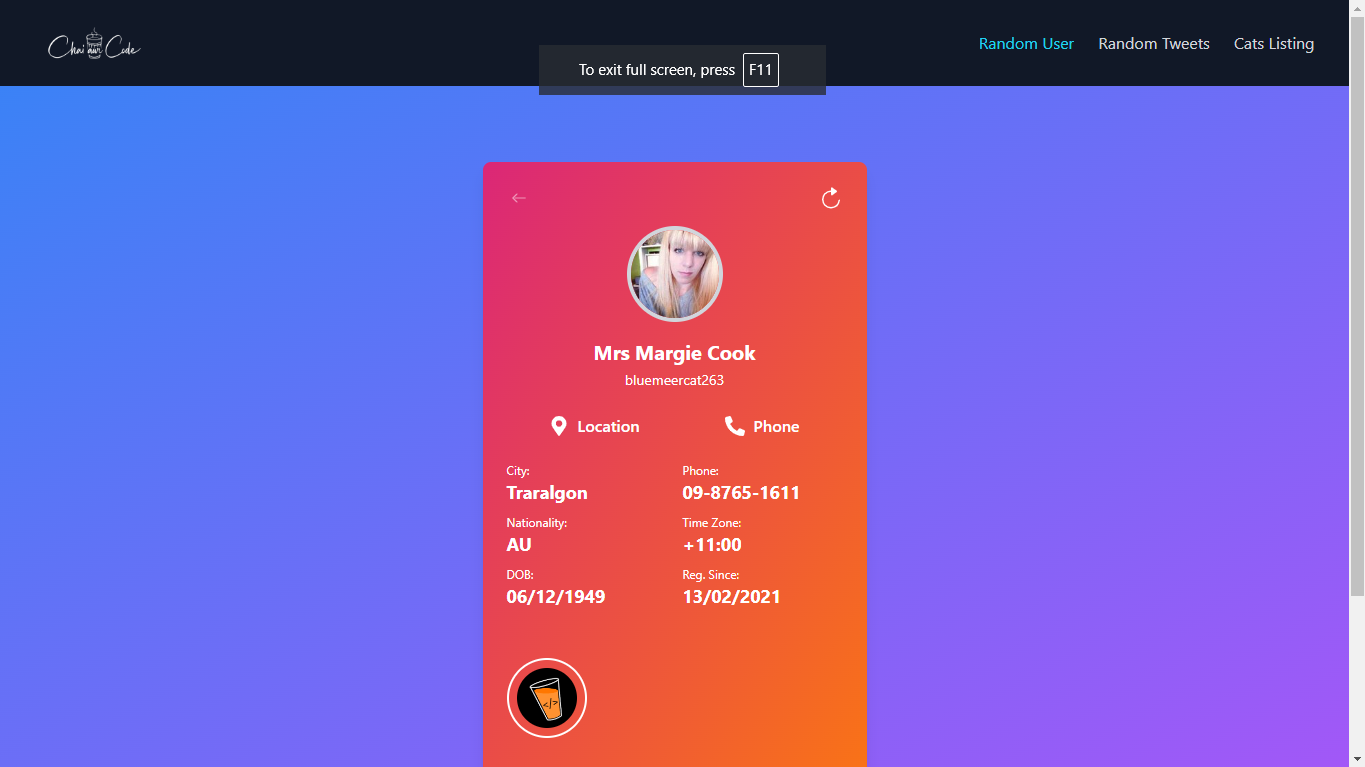 Chai aur Code
Random User
Random Tweets
Cats Listing
To exit full screen, press F11
Mrs Margie Cook
bluemeercat263
Location
Phone
City:
Phone:
Traralgon
09-8765-1611
Nationality:
Time Zone:
AU
+11:00
DOB:
Reg. Since:
06/12/1949
13/02/2021
</>